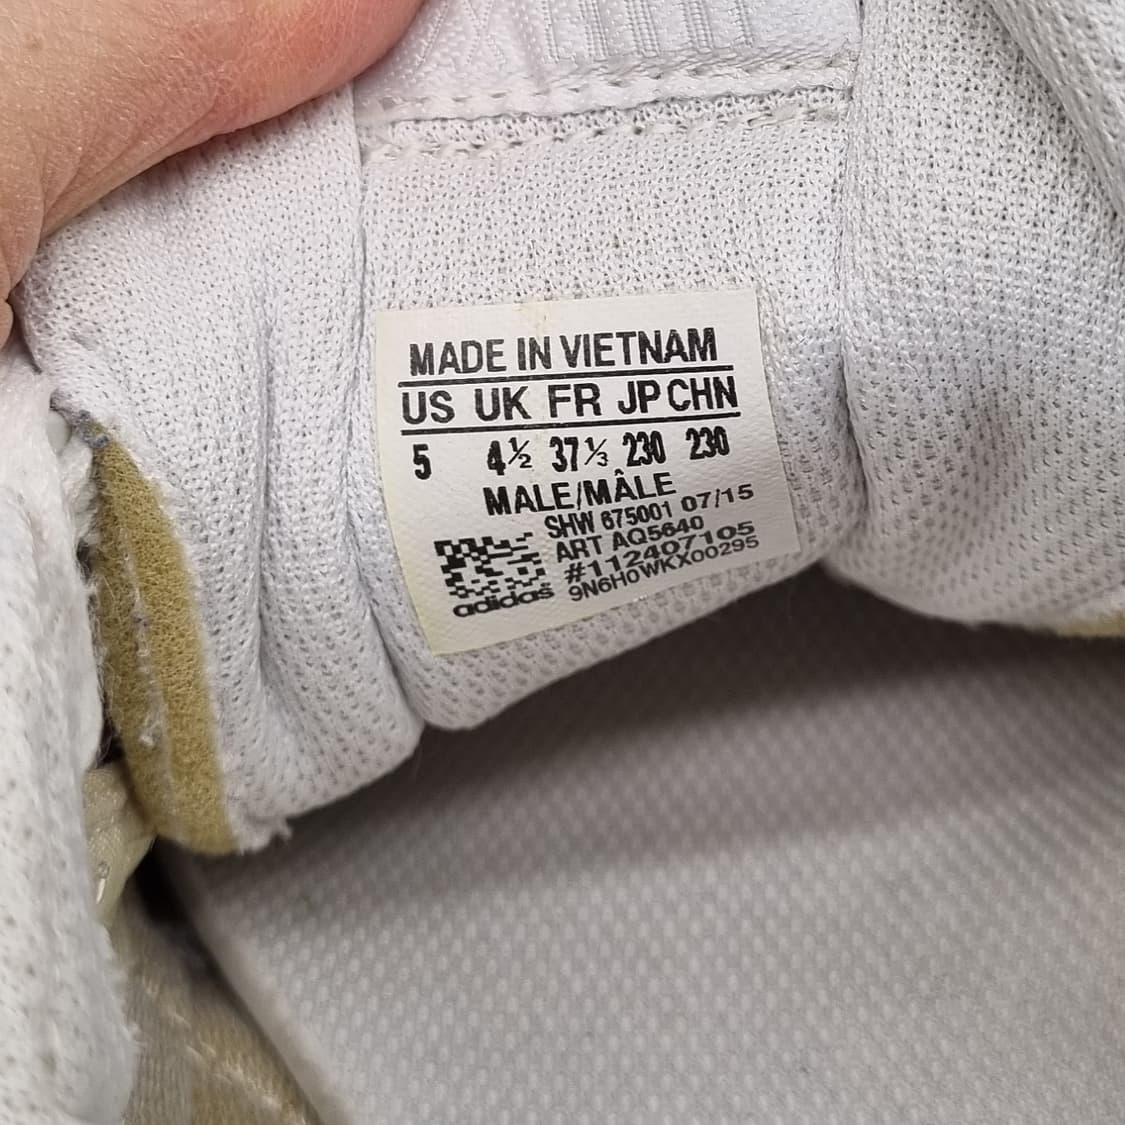 MADE IN VIETNAM
US UK FR JP CHN
5 4½ 37⅓ 230 230
MALE/MÂLE
SHW 675001 07/15
ART AQ5640
#112407105
9N6H0WKX00295
adidas